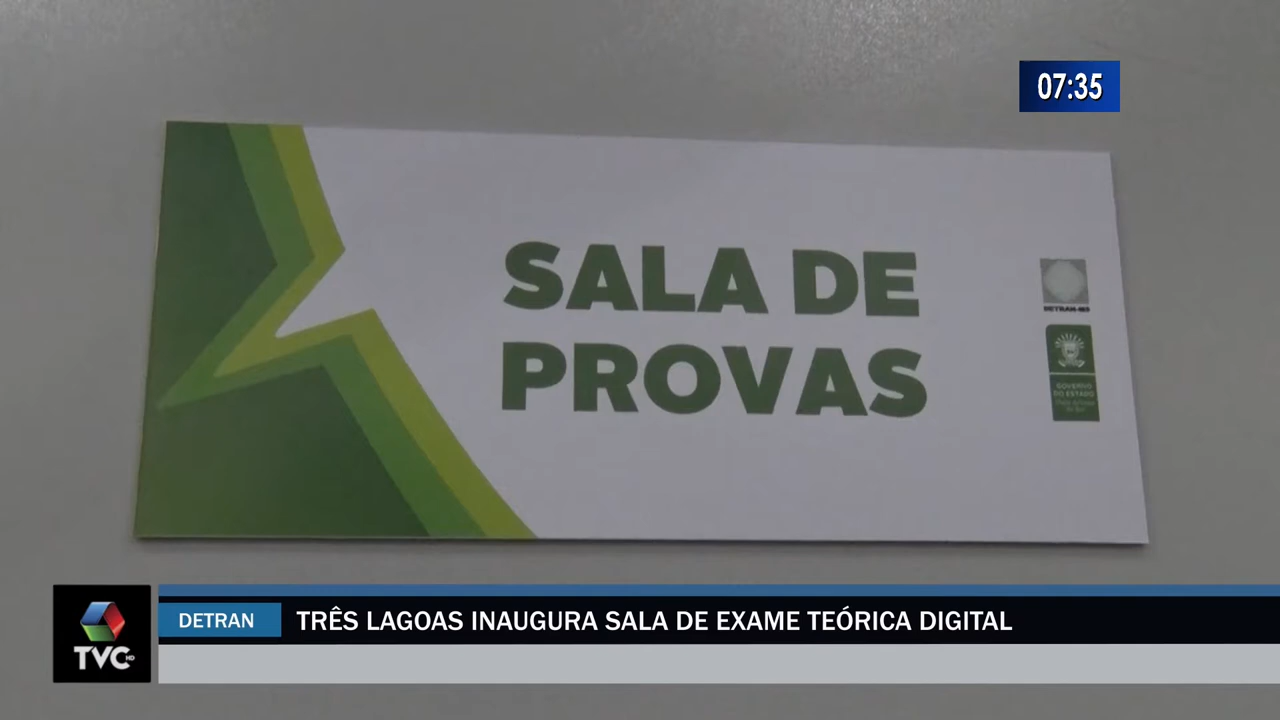 07:35
SALA DE
PROVAS
DETRAN-MS
GOVERNO
DO ESTADO
DETRAN
TRÊS LAGOAS INAUGURA SALA DE EXAME TEÓRICA DIGITAL
TVC HD